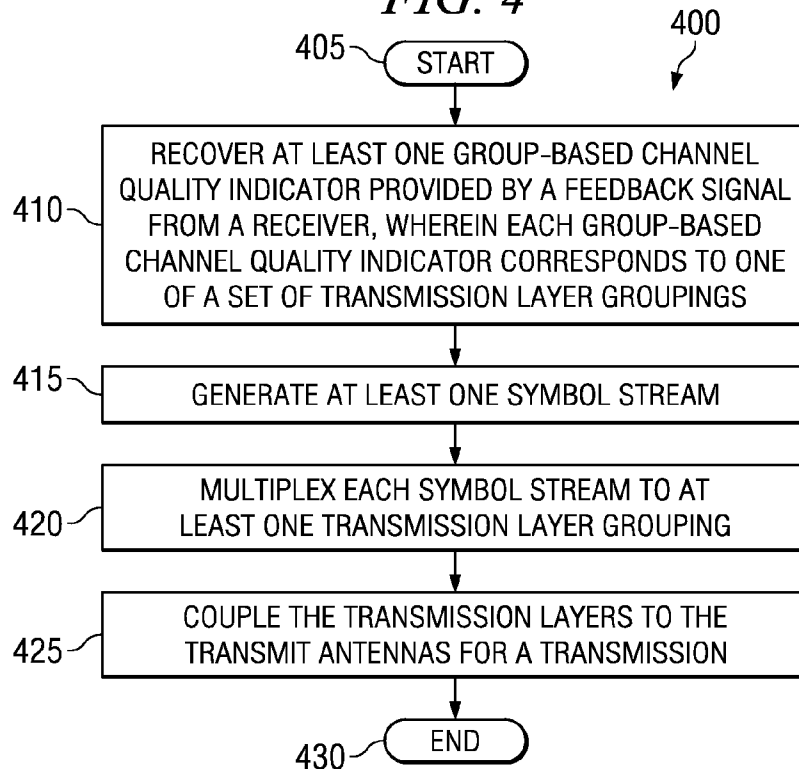 FIG. 4
400
405
START
410
RECOVER AT LEAST ONE GROUP-BASED CHANNEL
QUALITY INDICATOR PROVIDED BY A FEEDBACK SIGNAL
FROM A RECEIVER, WHEREIN EACH GROUP-BASED
CHANNEL QUALITY INDICATOR CORRESPONDS TO ONE
OF A SET OF TRANSMISSION LAYER GROUPINGS
415
GENERATE AT LEAST ONE SYMBOL STREAM
420
MULTIPLEX EACH SYMBOL STREAM TO AT
LEAST ONE TRANSMISSION LAYER GROUPING
425
COUPLE THE TRANSMISSION LAYERS TO THE
TRANSMIT ANTENNAS FOR A TRANSMISSION
430
END